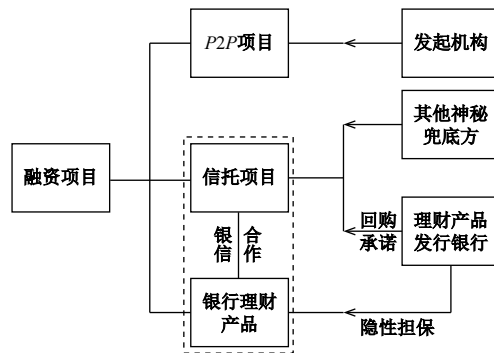 P2P项目
发起机构
其他神秘
兜底方
融资项目
信托项目
回购
承诺
理财产品
发行银行
银信
合作
银行理财
产品
隐性担保